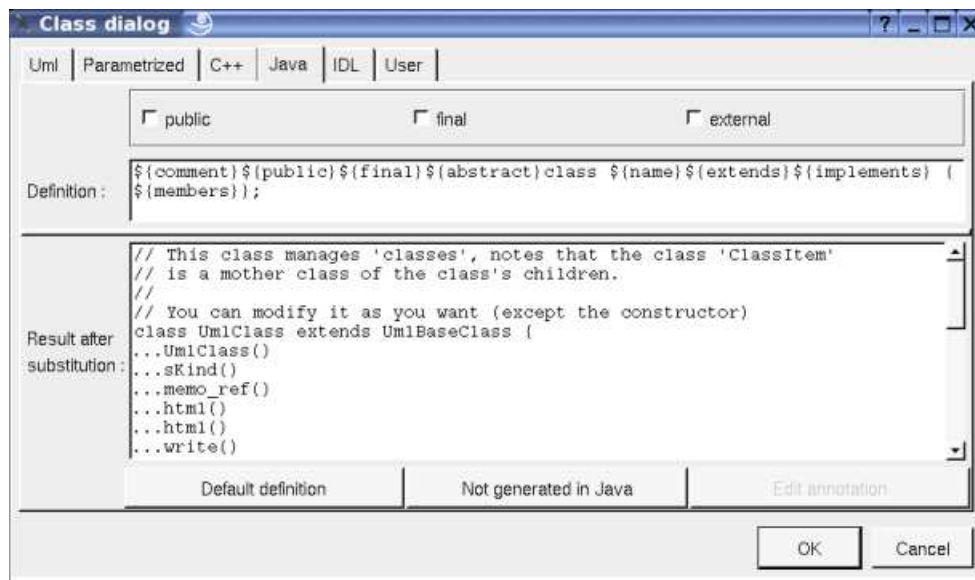 Class dialog
?
Uml Parametrized C++ Java IDL User
public final external
Definition :
${comment}${public}${final}${abstract}class ${name}${extends}${implements} {
${members}};
Result after
substitution :
// This class manages 'classes', notes that the class 'ClassItem'
// is a mother class of the class's children.
//
// You can modify it as you want (except the constructor)
class UmlClass extends UmlBaseClass {
...UmlClass()
...sKind()
...memo_ref()
...html()
...html()
...write()
Default definition Not generated in Java Edit annotation
OK Cancel